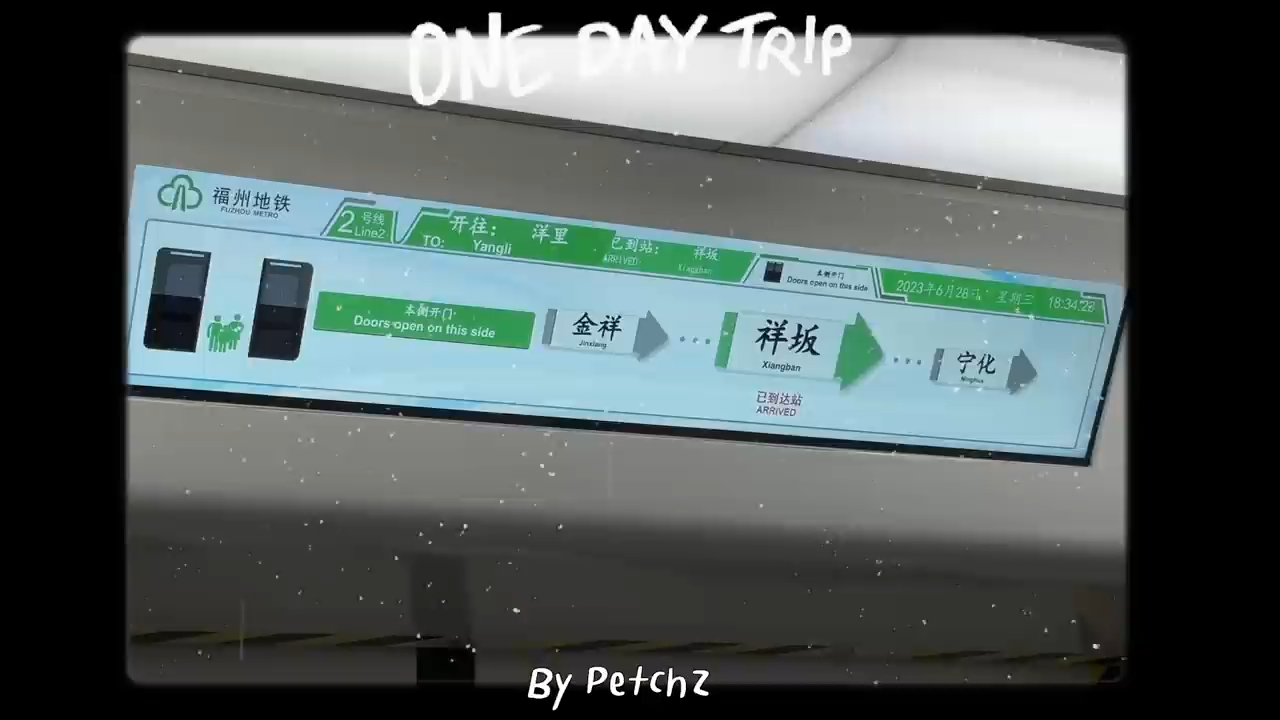 ONE DAY TRIP
福州地铁
FUZHOU METRO
2 号线
Line2
开往: 洋里
TO: Yangli
已到站: 祥坂
ARRIVED: Xiangban
本侧开门
Doors open on this side
2023年6月28日 星期三 18:34:26
本侧开门
Doors open on this side
金祥
Jinxiang
祥坂
Xiangban
宁化
Ninghua
已到达站
ARRIVED
By Petchz